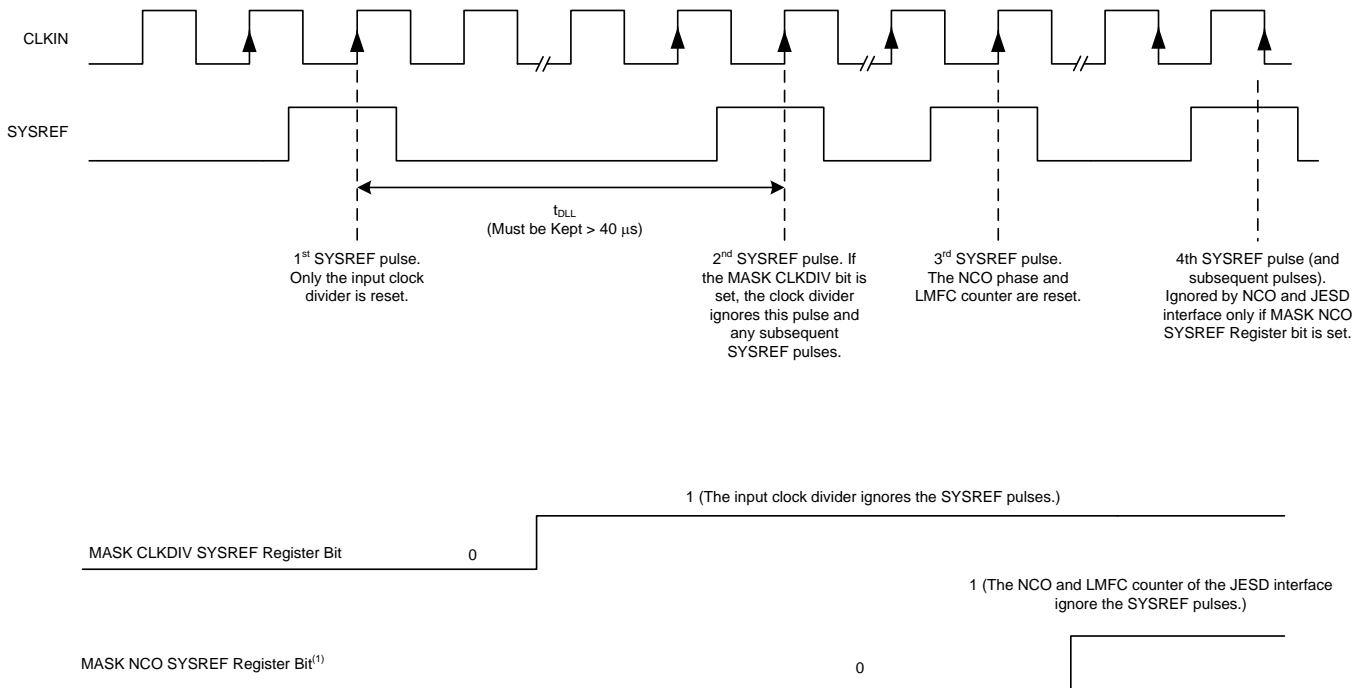 CLKIN
SYSREF
tDLL
(Must be Kept > 40 μs)
1st SYSREF pulse.
Only the input clock
divider is reset.
2nd SYSREF pulse. If
the MASK CLKDIV bit is
set, the clock divider
ignores this pulse and
any subsequent
SYSREF pulses.
3rd SYSREF pulse.
The NCO phase and
LMFC counter are reset.
4th SYSREF pulse (and
subsequent pulses).
Ignored by NCO and JESD
interface only if MASK NCO
SYSREF Register bit is set.
1 (The input clock divider ignores the SYSREF pulses.)
MASK CLKDIV SYSREF Register Bit
0
1 (The NCO and LMFC counter of the JESD interface
ignore the SYSREF pulses.)
MASK NCO SYSREF Register Bit(1)
0